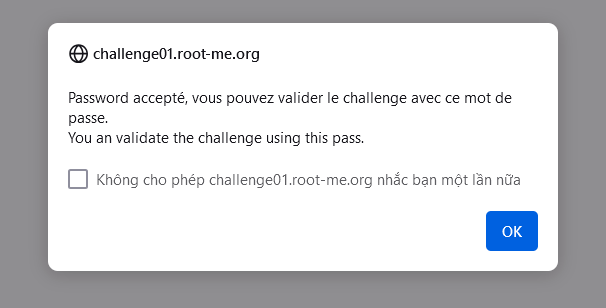 challenge01.root-me.org
Password accepté, vous pouvez valider le challenge avec ce mot de
passe.
You an validate the challenge using this pass.
Không cho phép challenge01.root-me.org nhắc bạn một lần nữa
OK